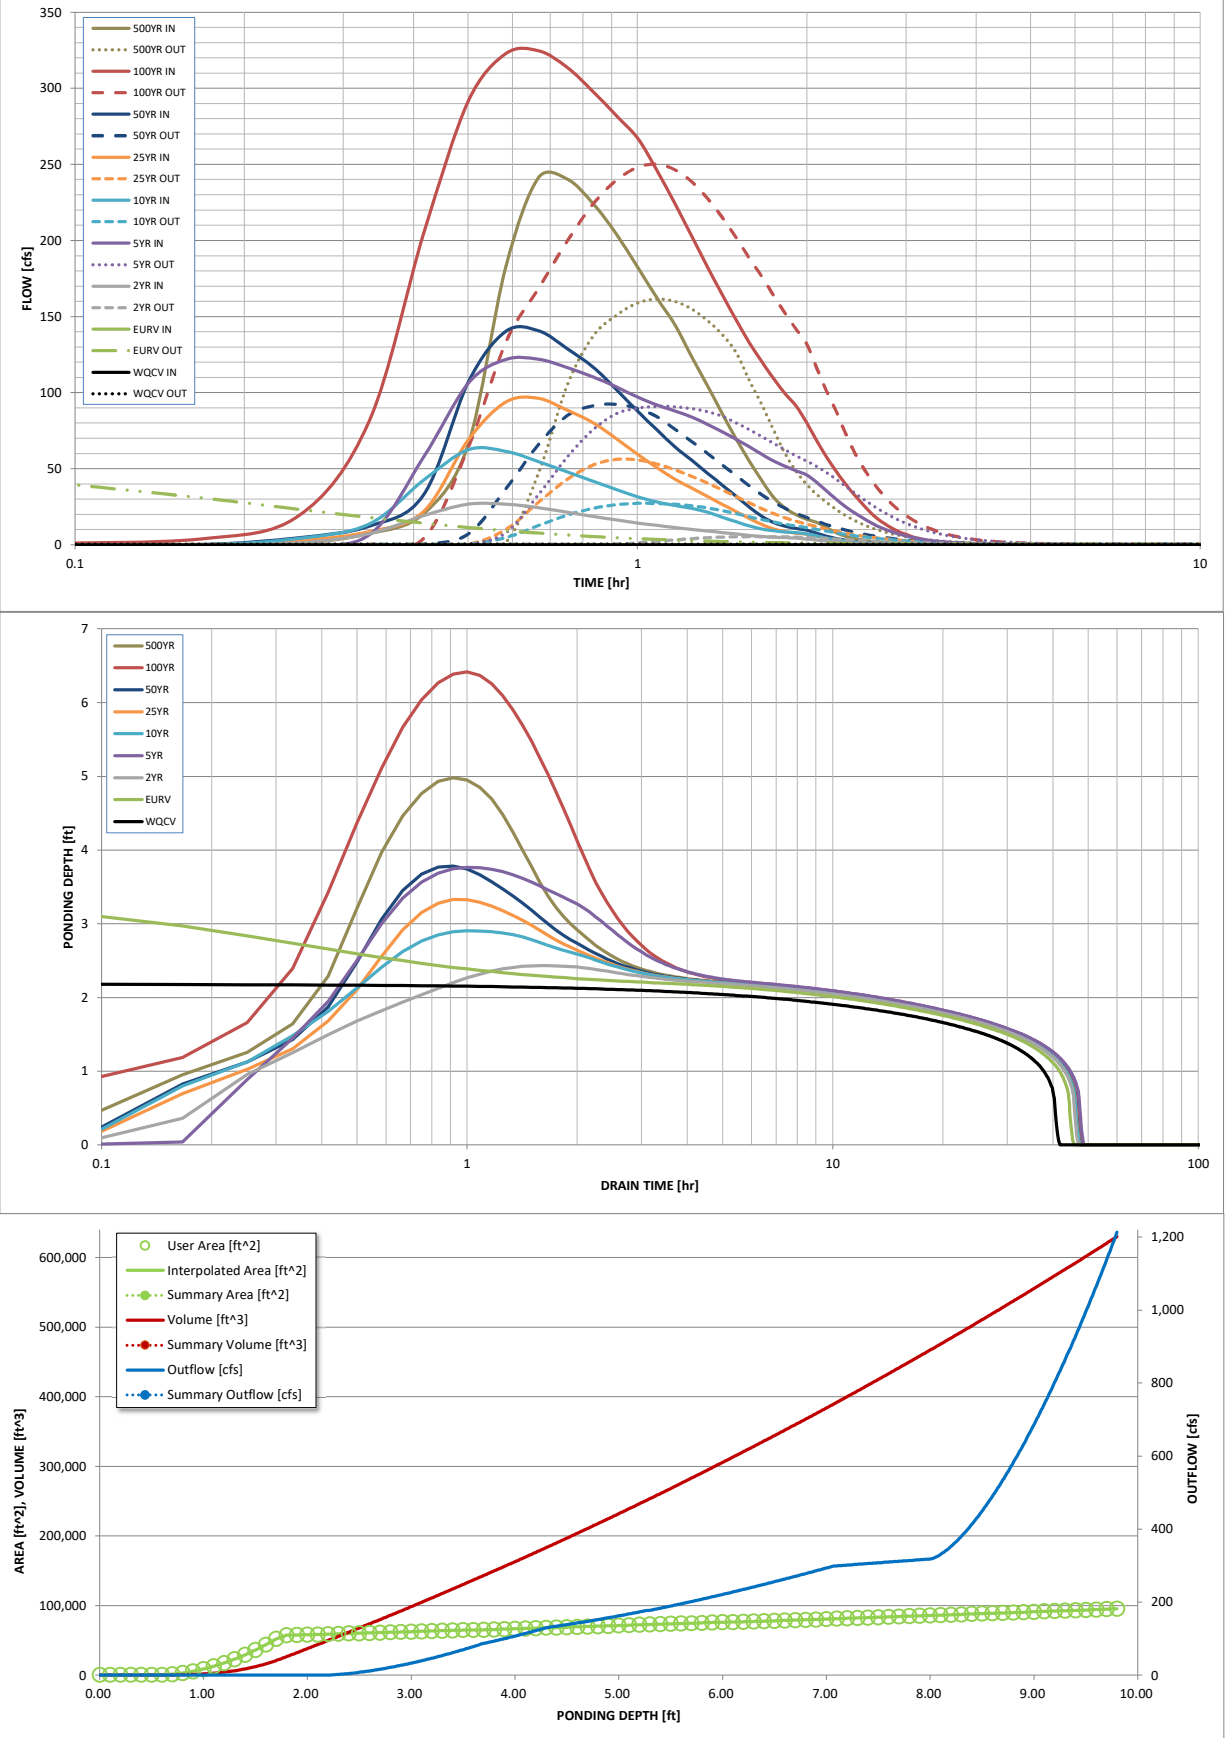 350
300
250
200
150
100
50
0
FLOW [cfs]
500YR IN
500YR OUT
100YR IN
100YR OUT
50YR IN
50YR OUT
25YR IN
25YR OUT
10YR IN
10YR OUT
5YR IN
5YR OUT
2YR IN
2YR OUT
EURV IN
EURV OUT
WQCV IN
WQCV OUT
0.1 1 10
TIME [hr]
7
6
5
4
3
2
1
0
PONDING DEPTH [ft]
500YR
100YR
50YR
25YR
10YR
5YR
2YR
EURV
WQCV
0.1 1 10 100
DRAIN TIME [hr]
600,000
500,000
400,000
300,000
200,000
100,000
0
AREA [ft^2], VOLUME [ft^3]
User Area [ft^2]
Interpolated Area [ft^2]
Summary Area [ft^2]
Volume [ft^3]
Summary Volume [ft^3]
Outflow [cfs]
Summary Outflow [cfs]
1,200
1,000
800
600
400
200
0
OUTFLOW [cfs]
0.00 1.00 2.00 3.00 4.00 5.00 6.00 7.00 8.00 9.00 10.00
PONDING DEPTH [ft]